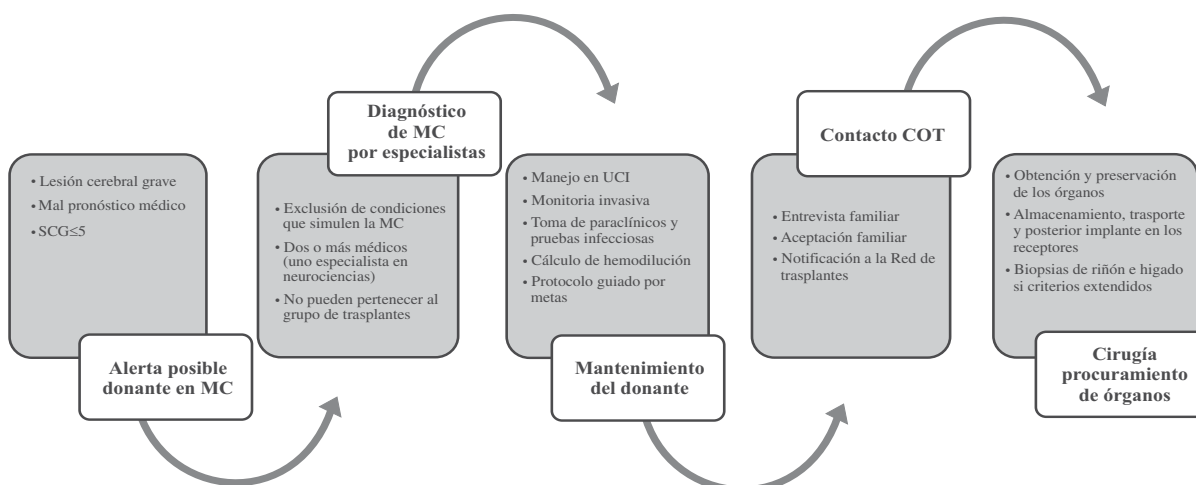 • Lesión cerebral grave
• Mal pronóstico médico
• SCG≤5
Alerta posible
donante en MC
Diagnóstico
de MC
por especialistas
• Exclusión de condiciones
que simulen la MC
• Dos o más médicos
(uno especialista en
neurociencias)
• No pueden pertenecer al
grupo de trasplantes
• Manejo en UCI
• Monitoria invasiva
• Toma de paraclínicos y
pruebas infecciosas
• Cálculo de hemodilución
• Protocolo guiado por
metas
Mantenimiento
del donante
Contacto COT
• Entrevista familiar
• Aceptación familiar
• Notificación a la Red de
trasplantes
• Obtención y preservación
de los órganos
• Almacenamiento, trasporte
y posterior implante en los
receptores
• Biopsias de riñón e higado
si criterios extendidos
Cirugía
procuramiento
de órganos